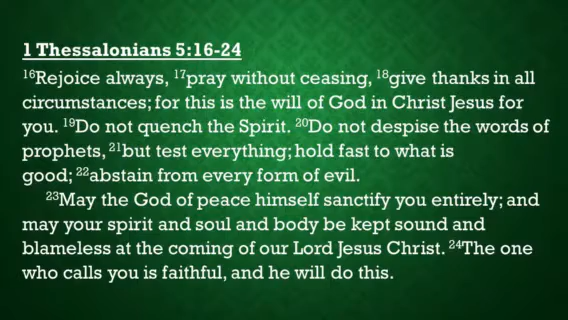 1 Thessalonians 5:16-24
¹⁶Rejoice always, ¹⁷pray without ceasing, ¹⁸give thanks in all
circumstances; for this is the will of God in Christ Jesus for
you. ¹⁹Do not quench the Spirit. ²⁰Do not despise the words of
prophets, ²¹but test everything; hold fast to what is
good; ²²abstain from every form of evil.
²³May the God of peace himself sanctify you entirely; and
may your spirit and soul and body be kept sound and
blameless at the coming of our Lord Jesus Christ. ²⁴The one
who calls you is faithful, and he will do this.